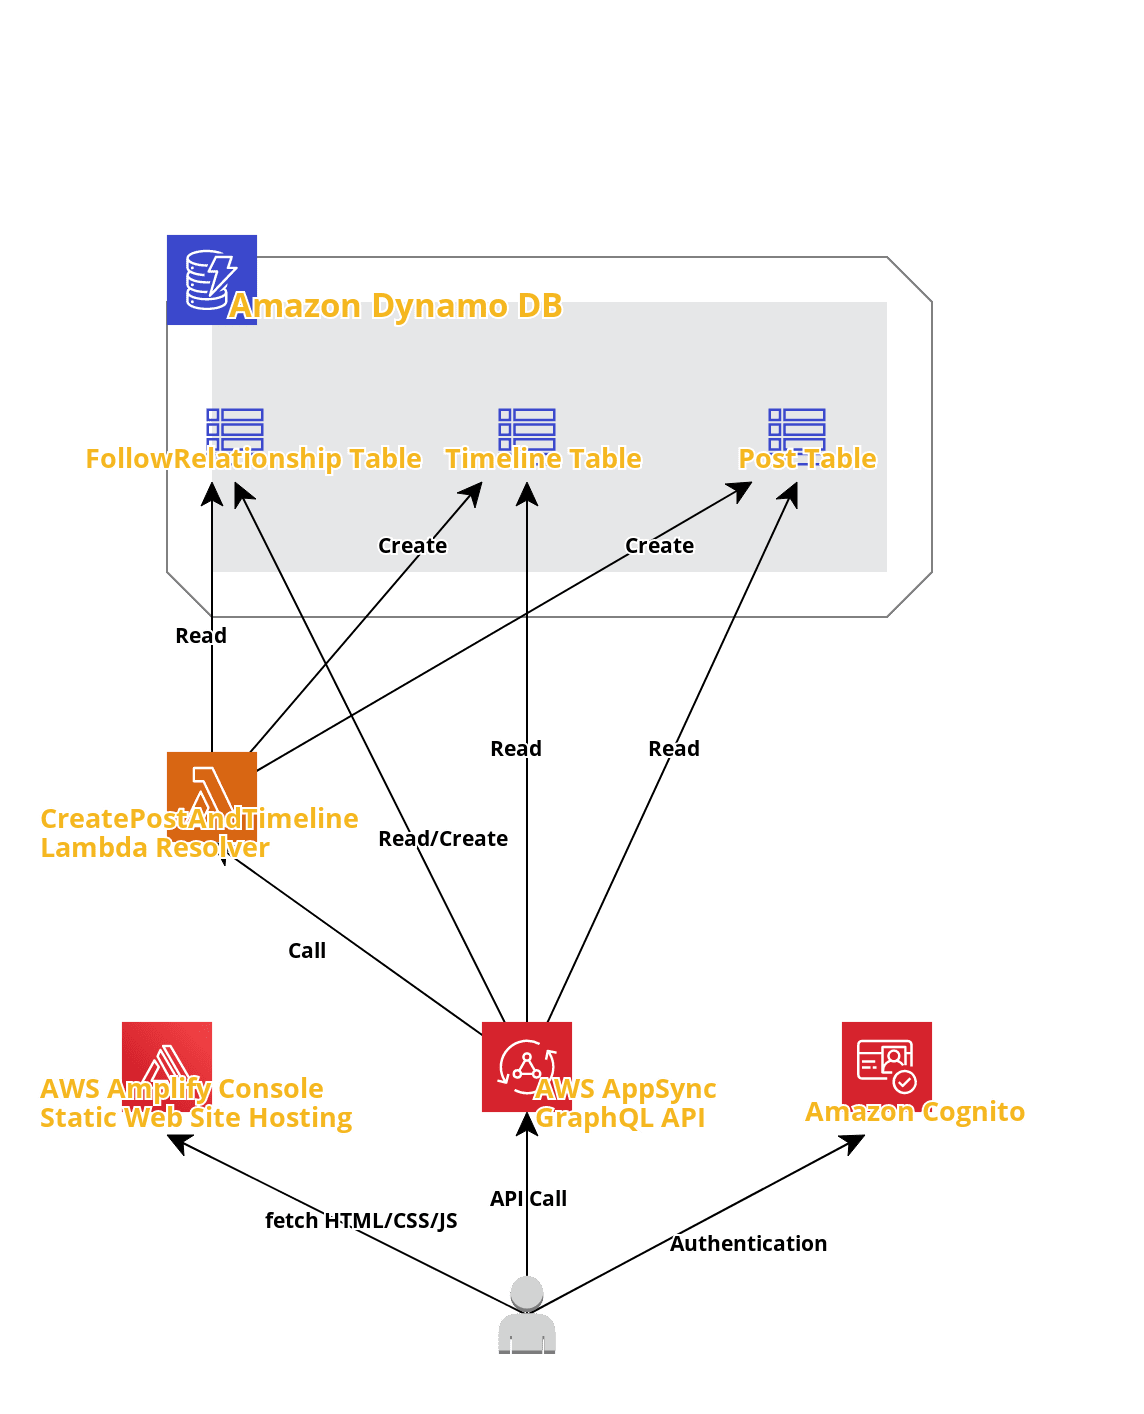 Amazon Dynamo DB
FollowRelationship Table
Timeline Table
Post Table
Create
Create
Read
Read
Read
CreatePostAndTimeline
Lambda Resolver
Read/Create
Call
AWS Amplify Console
Static Web Site Hosting
AWS AppSync
GraphQL API
Amazon Cognito
API Call
fetch HTML/CSS/JS
Authentication